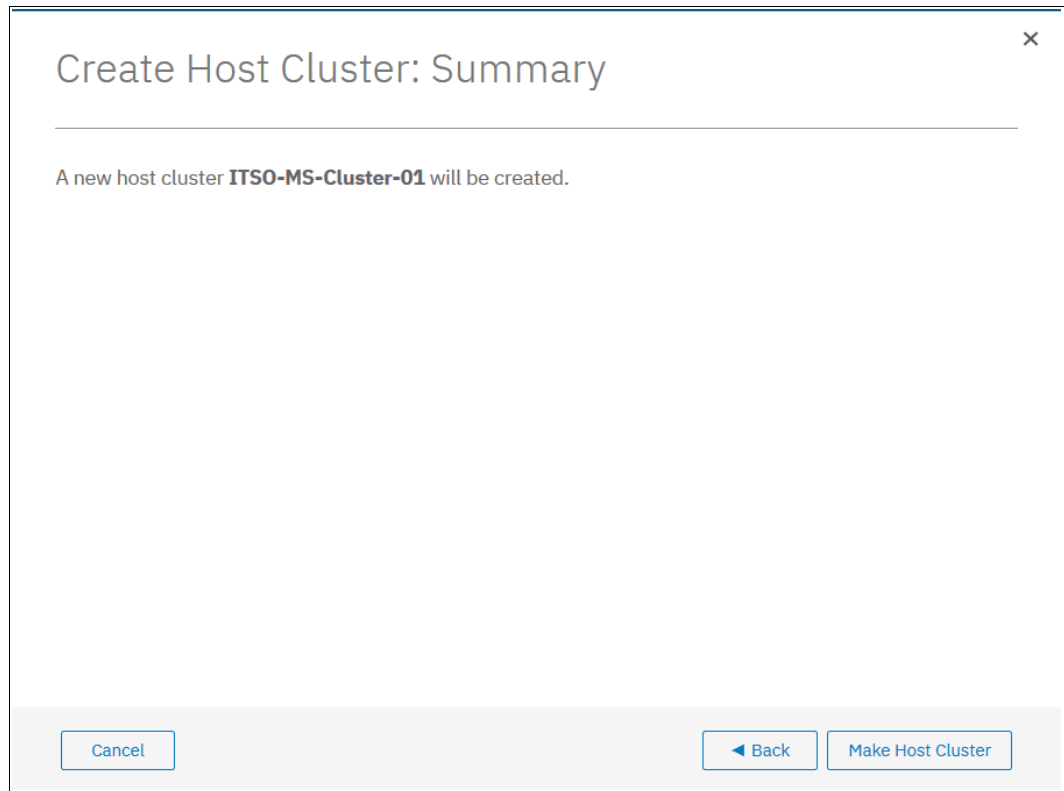 Create Host Cluster: Summary
A new host cluster ITSO-MS-Cluster-01 will be created.
Cancel
◄ Back
Make Host Cluster